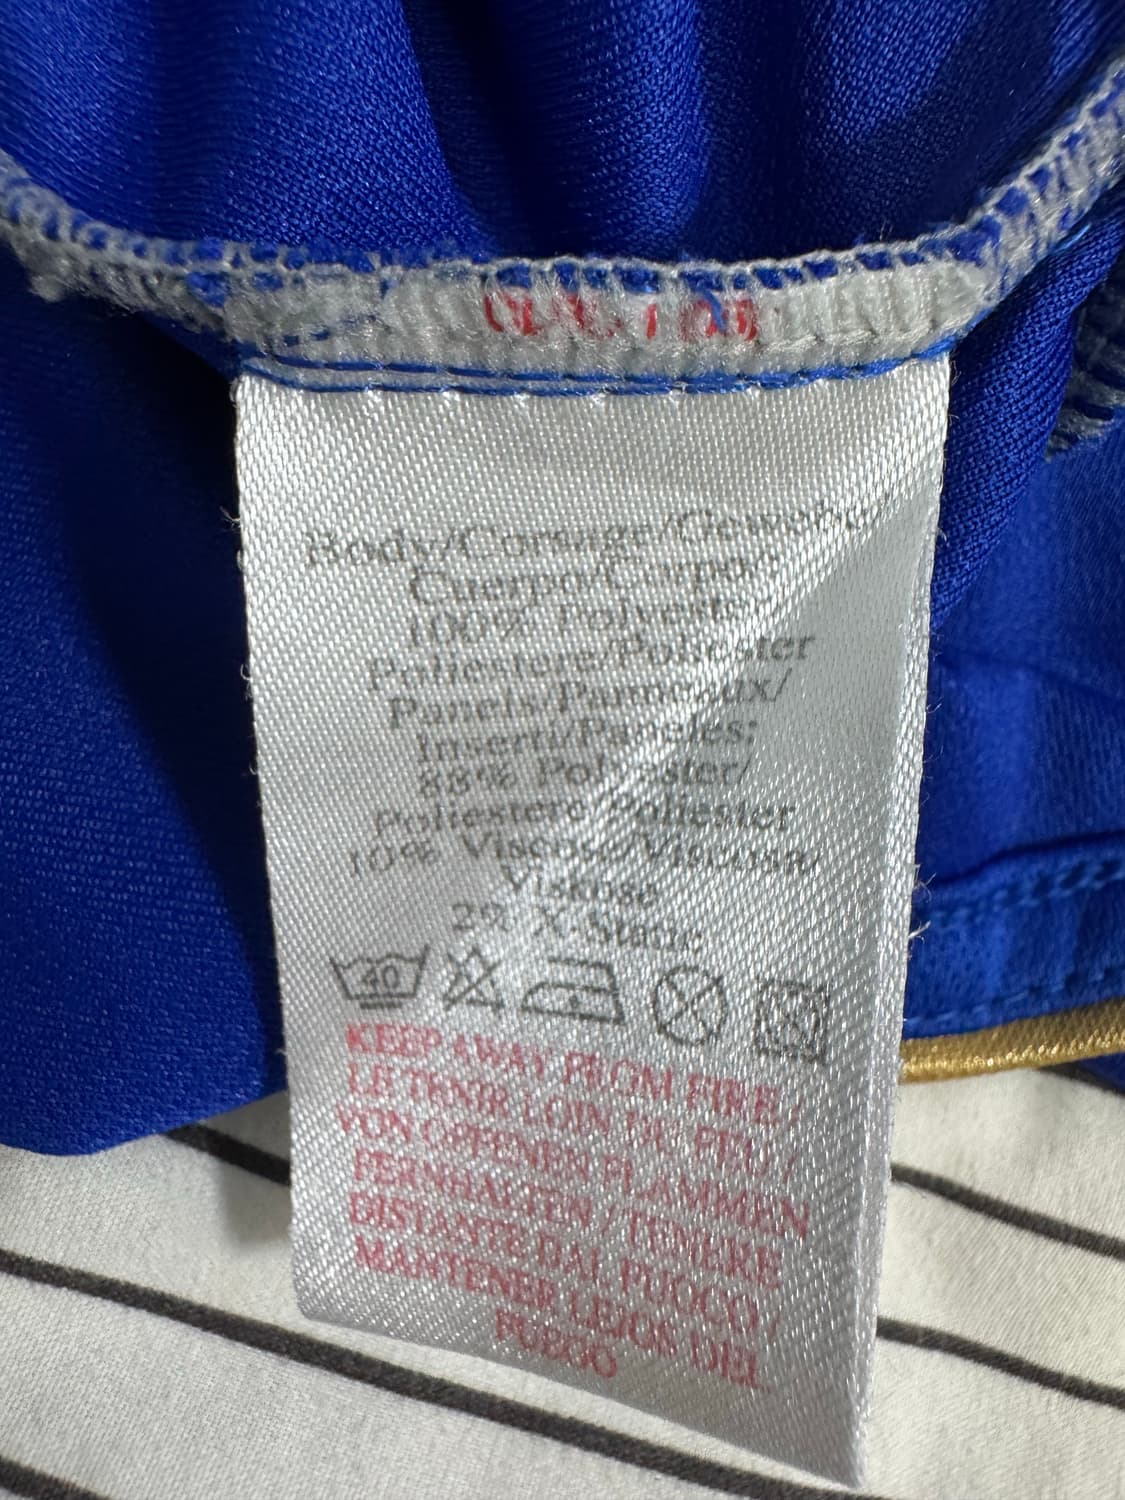 Body/Corsage/Gewebe
Cuerpo/Corpo:
100% Polyester
Poliestere/Poliester
Panels/Panneaux/
Inserti/Paneles:
88% Polyester/
Poliestere/Poliester
10% Viscose/Viscosa/
Viskose
2% X-Static
40
KEEP AWAY FROM FIRE /
LE TENIR LOIN DU FEU /
VON OFFENEN FLAMMEN
FERNHALTEN / TENERE
DISTANTE DAL FUOCO /
MANTENER LEJOS DEL
FUEGO